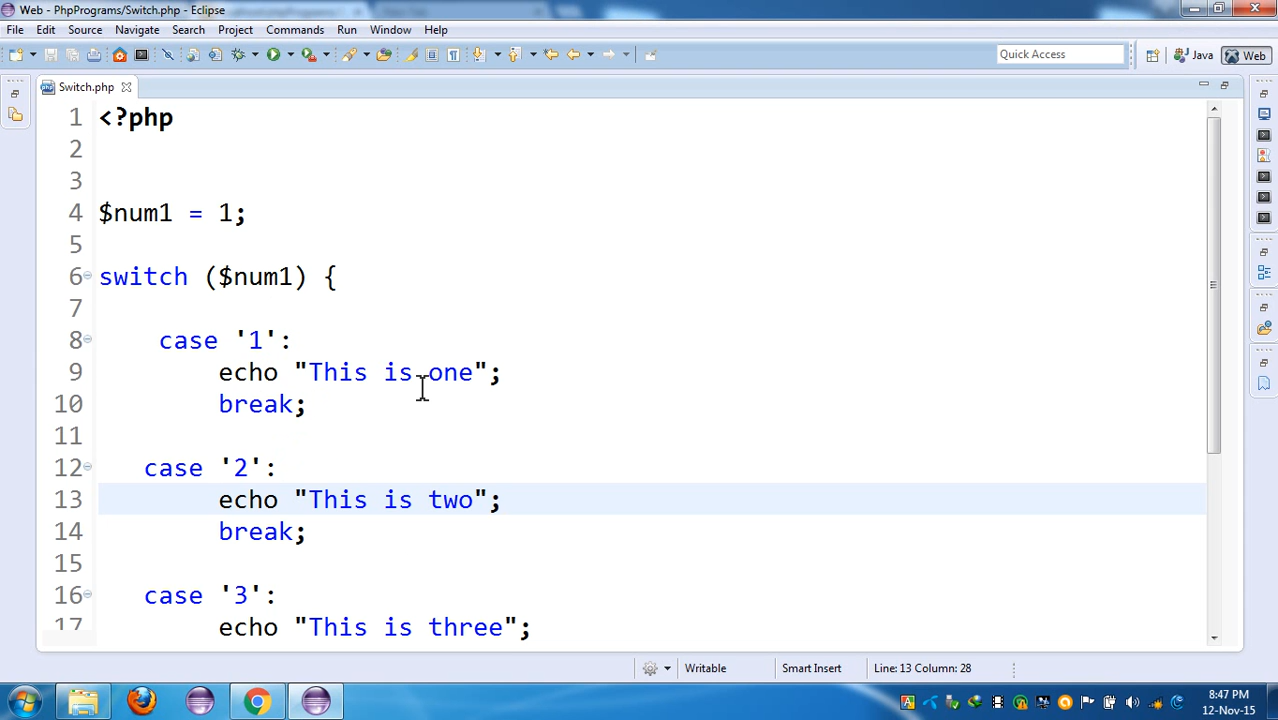 Web - PhpPrograms/Switch.php - Eclipse
File Edit Source Navigate Search Project Commands Run Window Help
Quick Access
Java
Web
Switch.php
1 <?php
2
3
4 $num1 = 1;
5
6 switch ($num1) {
7
8 case '1':
9 echo "This is one";
10 break;
11
12 case '2':
13 echo "This is two";
14 break;
15
16 case '3':
17 echo "This is three";
Writable
Smart Insert
Line: 13 Column: 28
8:47 PM
12-Nov-15